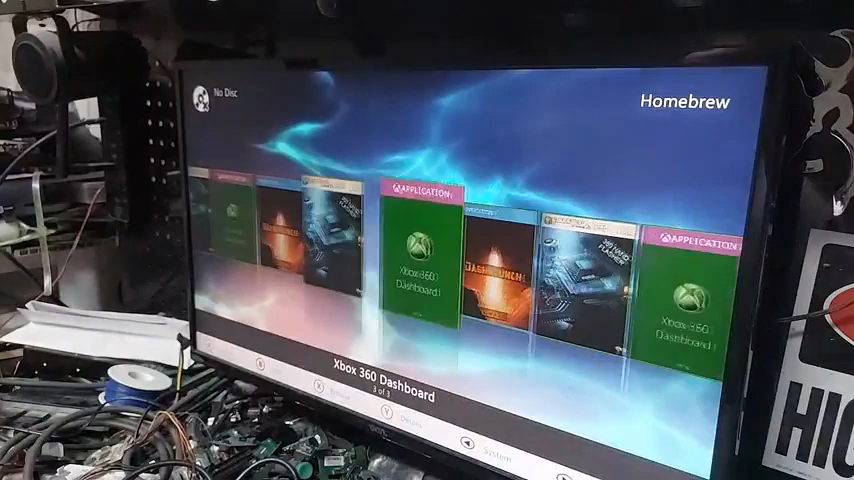 No Disc
Homebrew
APPLICATION
Xbox 360
Dashboard
DASHLAUNCH
360 NAND
FLASHER
APPLICATION
Xbox 360
Dashboard
Xbox 360 Dashboard
3 of 3
X
Y
Details
System
HIG